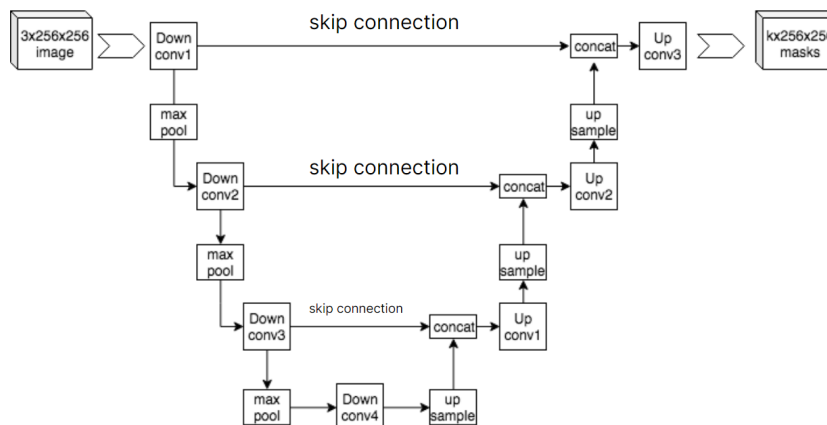 skip connection
3x256x256
image
Down
conv1
concat
Up
conv3
kx256x256
masks
max
pool
up
sample
skip connection
Down
conv2
concat
Up
conv2
max
pool
up
sample
skip connection
Down
conv3
concat
Up
conv1
max
pool
Down
conv4
up
sample